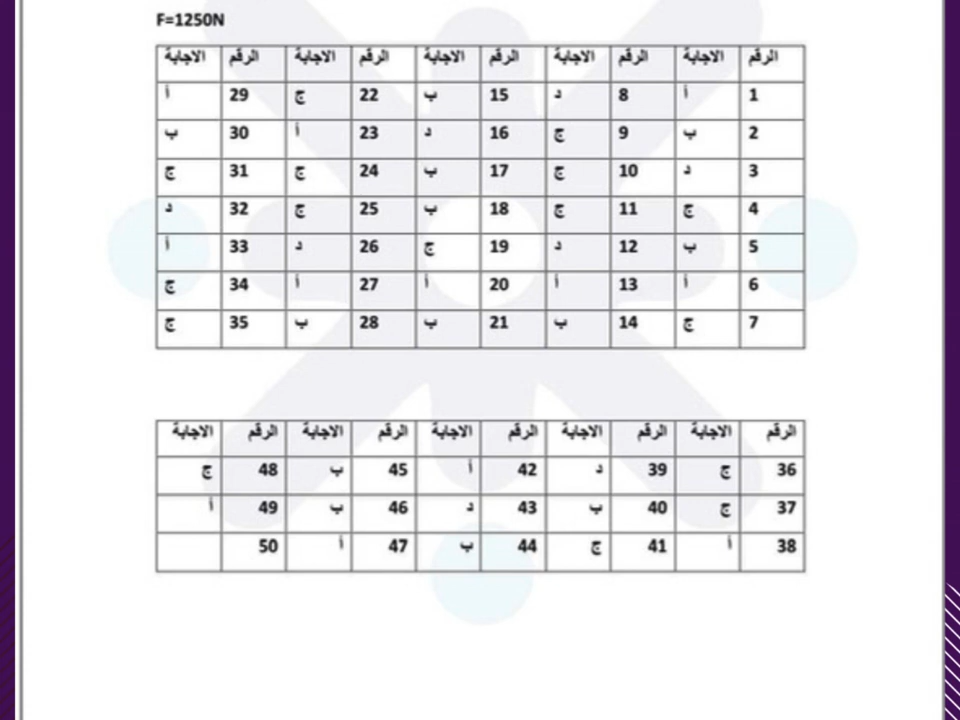 F=1250N
الرقم الاجابة الرقم الاجابة الرقم الاجابة الرقم الاجابة الرقم الاجابة
1 أ 8 د 15 ب 22 ج 29 أ
2 ب 9 ج 16 د 23 أ 30 ب
3 د 10 ج 17 ب 24 ج 31 ج
4 ج 11 ج 18 ب 25 ج 32 د
5 ب 12 د 19 ج 26 د 33 أ
6 أ 13 أ 20 أ 27 أ 34 ج
7 ج 14 ب 21 ب 28 ب 35 ج
الرقم الاجابة الرقم الاجابة الرقم الاجابة الرقم الاجابة الرقم الاجابة
36 ج 39 د 42 أ 45 ب 48 ج
37 ج 40 ب 43 د 46 ب 49 أ
38 أ 41 ج 44 ب 47 أ 50